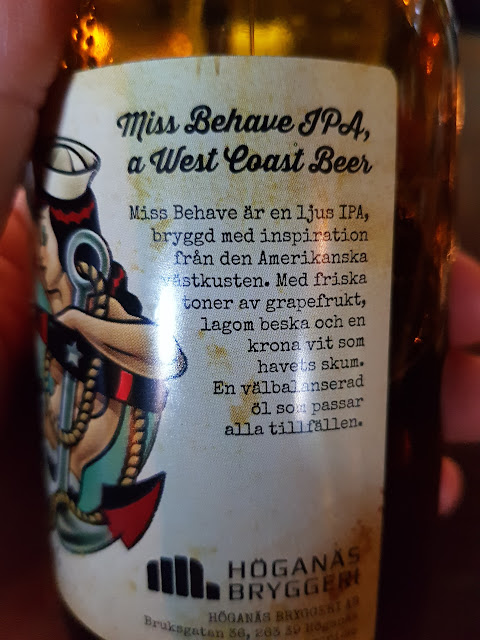 Miss Behave IPA,
a West Coast Beer
Miss Behave är en ljus IPA,
bryggd med inspiration
från den Amerikanska
västkusten. Med friska
toner av grapefrukt,
lagom beska och en
krona vit som
havets skum.
En välbalanserad
öl som passar
alla tillfällen.
HÖGANÄS
BRYGGERI
HÖGANÄS BRYGGERI AB
Bruksgatan 36, 263 39 Höganäs